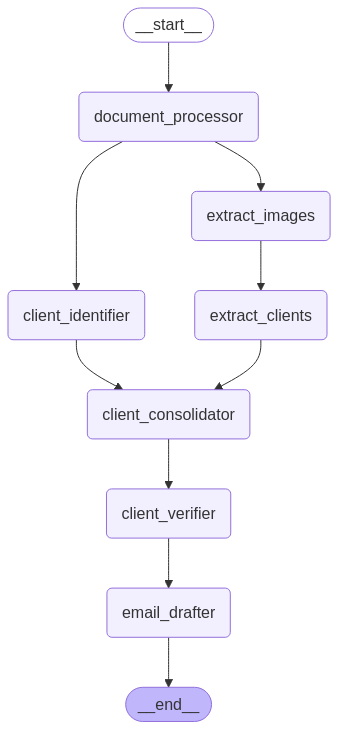 __start__
document_processor
extract_images
client_identifier
extract_clients
client_consolidator
client_verifier
email_drafter
__end__